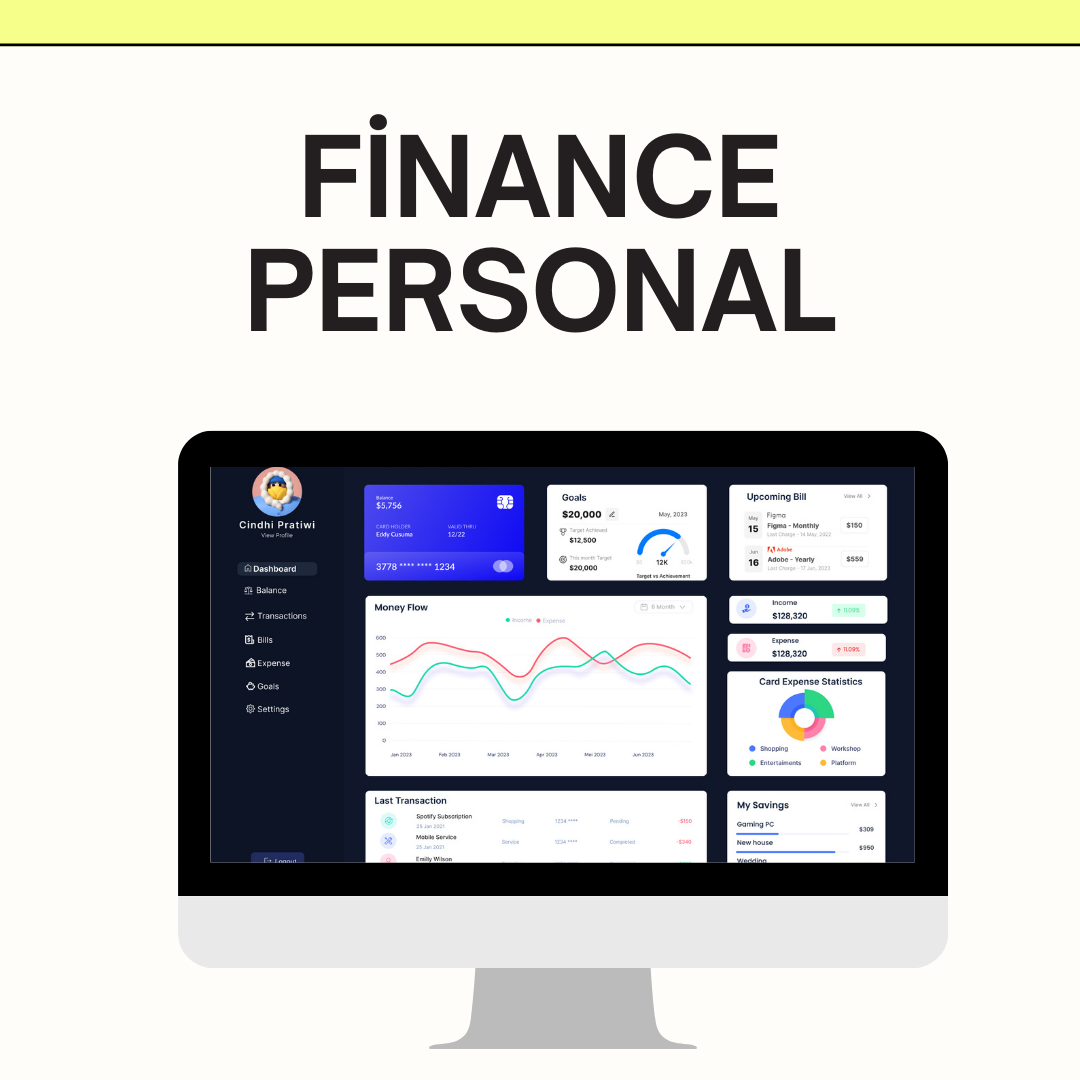 FİNANCE
PERSONAL
Cindhi Pratiwi
View Profile
Dashboard
Balance
Transactions
Bills
Expense
Goals
Settings
Logout
Balance
$5,756
CARD HOLDER VALID THRU
Eddy Cusuma 12/22
3778 **** **** 1234
Goals
$20,000 May, 2023
Target Achieved
$12,500
This month Target
$20,000
12K
Target vs Achievement
Upcoming Bill View All
May
15
Figma
Figma - Monthly
Last Charge - 14 May, 2022
$150
Jun
16
Adobe
Adobe - Yearly
Last Charge - 17 Jun, 2023
$559
Money Flow 6 Month
Income Expense
600
500
400
300
200
100
0
Jan 2023 Feb 2023 Mar 2023 Apr 2023 Mei 2023 Jun 2023
Income
$128,320
11.09%
Expense
$128,320
11.09%
Card Expense Statistics
Shopping Workshop
Entertaiments Platform
Last Transaction
Spotify Subscription
25 Jan 2021
Shopping 1234 **** Pending -$150
Mobile Service
25 Jan 2021
Service 1234 **** Completed -$340
Emilly Wilson
My Savings View All
Gaming PC
$309
New house
$950
Wedding